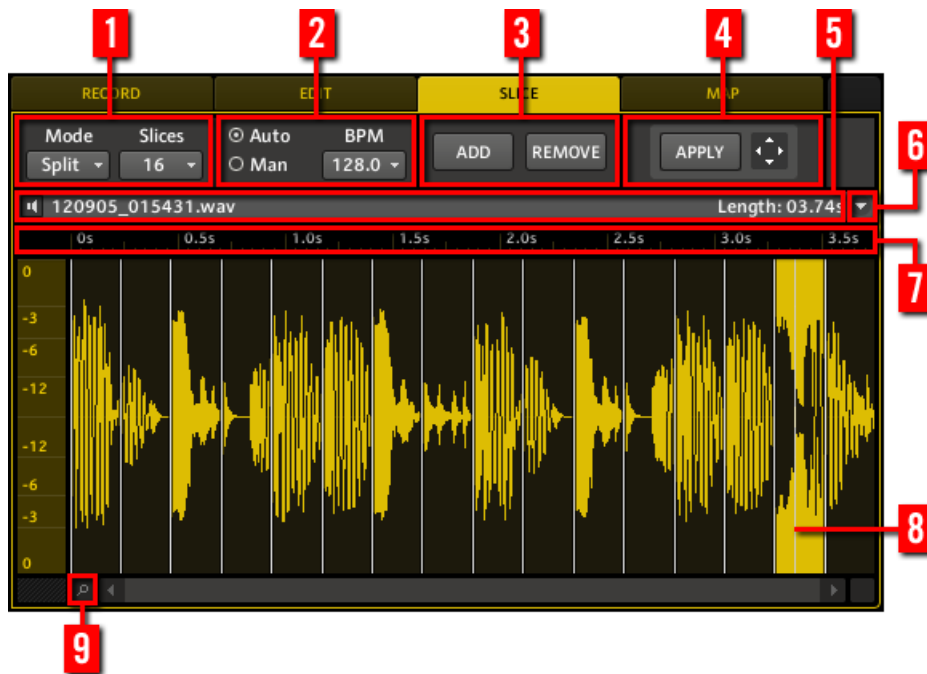 1
2
3
4
5
RECORD
EDIT
SLICE
MAP
Mode
Slices
Auto
BPM
Split
16
Man
128.0
ADD
REMOVE
APPLY
6
120905_015431.wav
Length: 03.74s
0s
0.5s
1.0s
1.5s
2.0s
2.5s
3.0s
3.5s
7
0
-3
-6
-12
-12
-6
-3
0
8
9